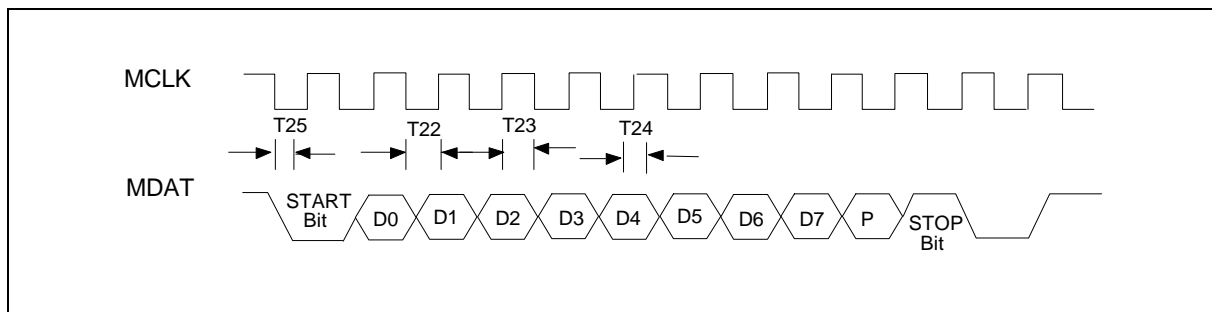 MCLK
T25
T22
T23
T24
MDAT
START
Bit
D0
D1
D2
D3
D4
D5
D6
D7
P
STOP
Bit